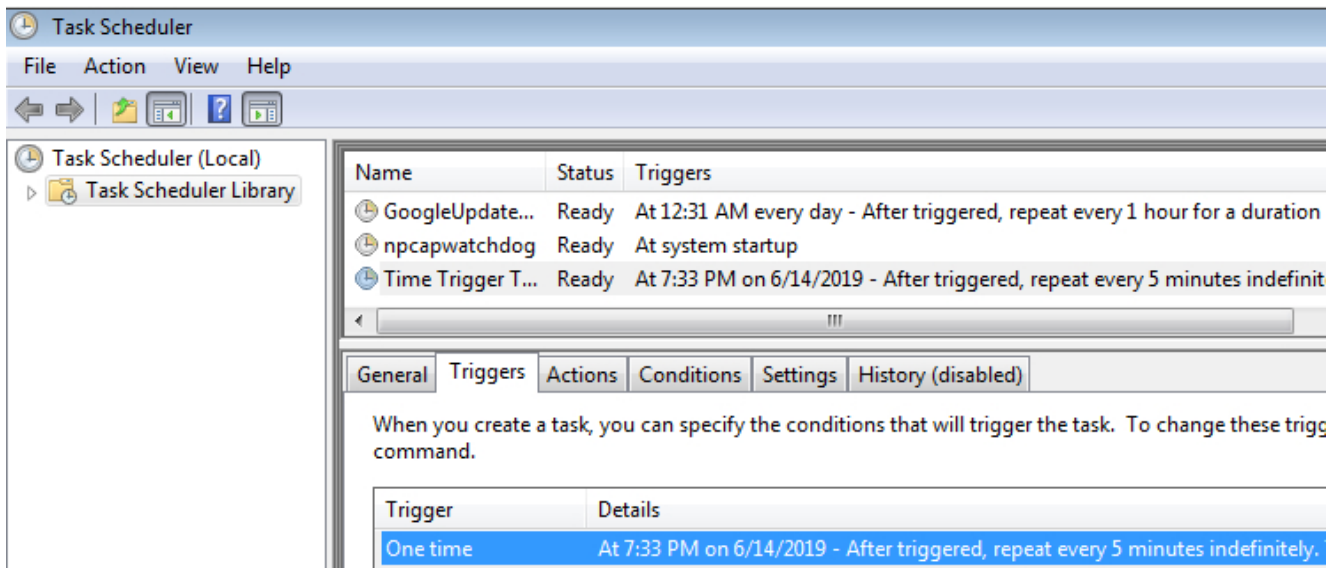 Task Scheduler
File Action View Help
Task Scheduler (Local)
Task Scheduler Library
Name Status Triggers
GoogleUpdate... Ready At 12:31 AM every day - After triggered, repeat every 1 hour for a duration
npcapwatchdog Ready At system startup
Time Trigger T... Ready At 7:33 PM on 6/14/2019 - After triggered, repeat every 5 minutes indefinit
General Triggers Actions Conditions Settings History (disabled)
When you create a task, you can specify the conditions that will trigger the task. To change these trigg
command.
Trigger Details
One time At 7:33 PM on 6/14/2019 - After triggered, repeat every 5 minutes indefinitely.